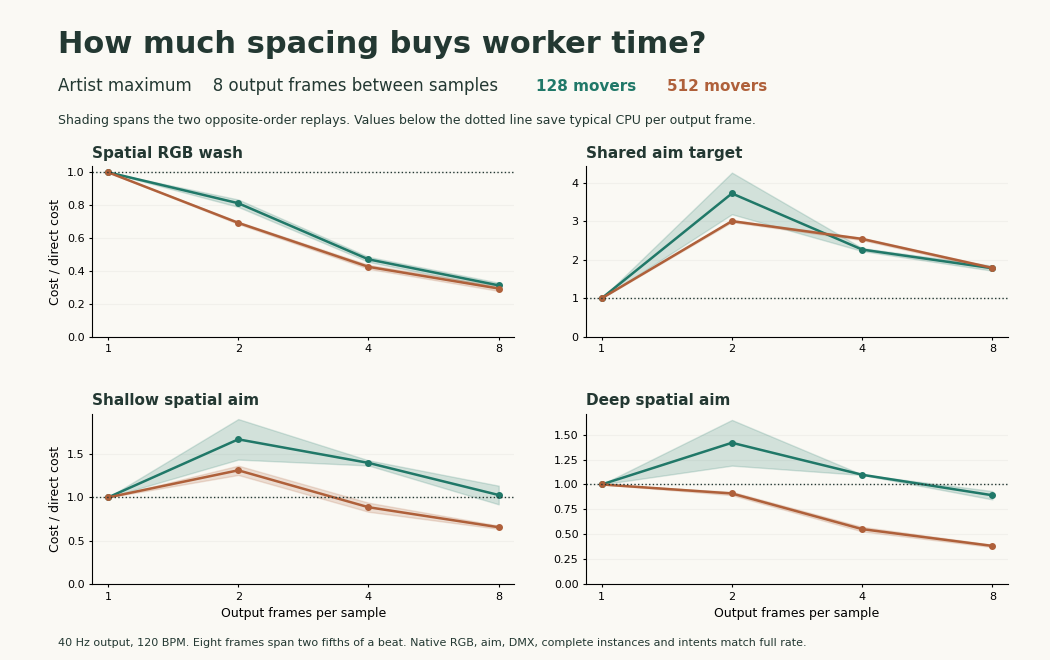 How much spacing buys worker time?
Artist maximum 8 output frames between samples 128 movers 512 movers
Shading spans the two opposite-order replays. Values below the dotted line save typical CPU per output frame.
Spatial RGB wash
Cost / direct cost
1.0
0.8
0.6
0.4
0.2
0.0
1 2 4 8
Shared aim target
4
3
2
1
0
1 2 4 8
Shallow spatial aim
Cost / direct cost
1.5
1.0
0.5
0.0
1 2 4 8
Output frames per sample
Deep spatial aim
1.50
1.25
1.00
0.75
0.50
0.25
0.00
1 2 4 8
Output frames per sample
40 Hz output, 120 BPM. Eight frames span two fifths of a beat. Native RGB, aim, DMX, complete instances and intents match full rate.